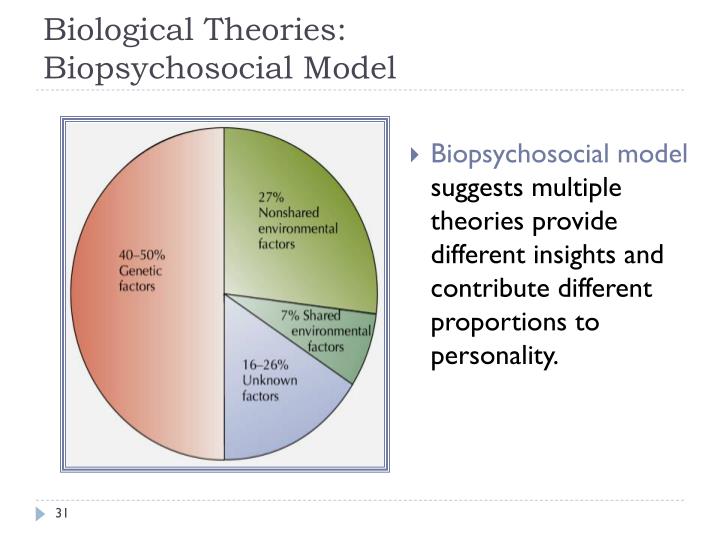 Biological Theories:
Biopsychosocial Model
27%
Nonshared
environmental
factors
40–50%
Genetic
factors
7% Shared
environmental
factors
16–26%
Unknown
factors
Biopsychosocial model
suggests multiple
theories provide
different insights and
contribute different
proportions to
personality.
31